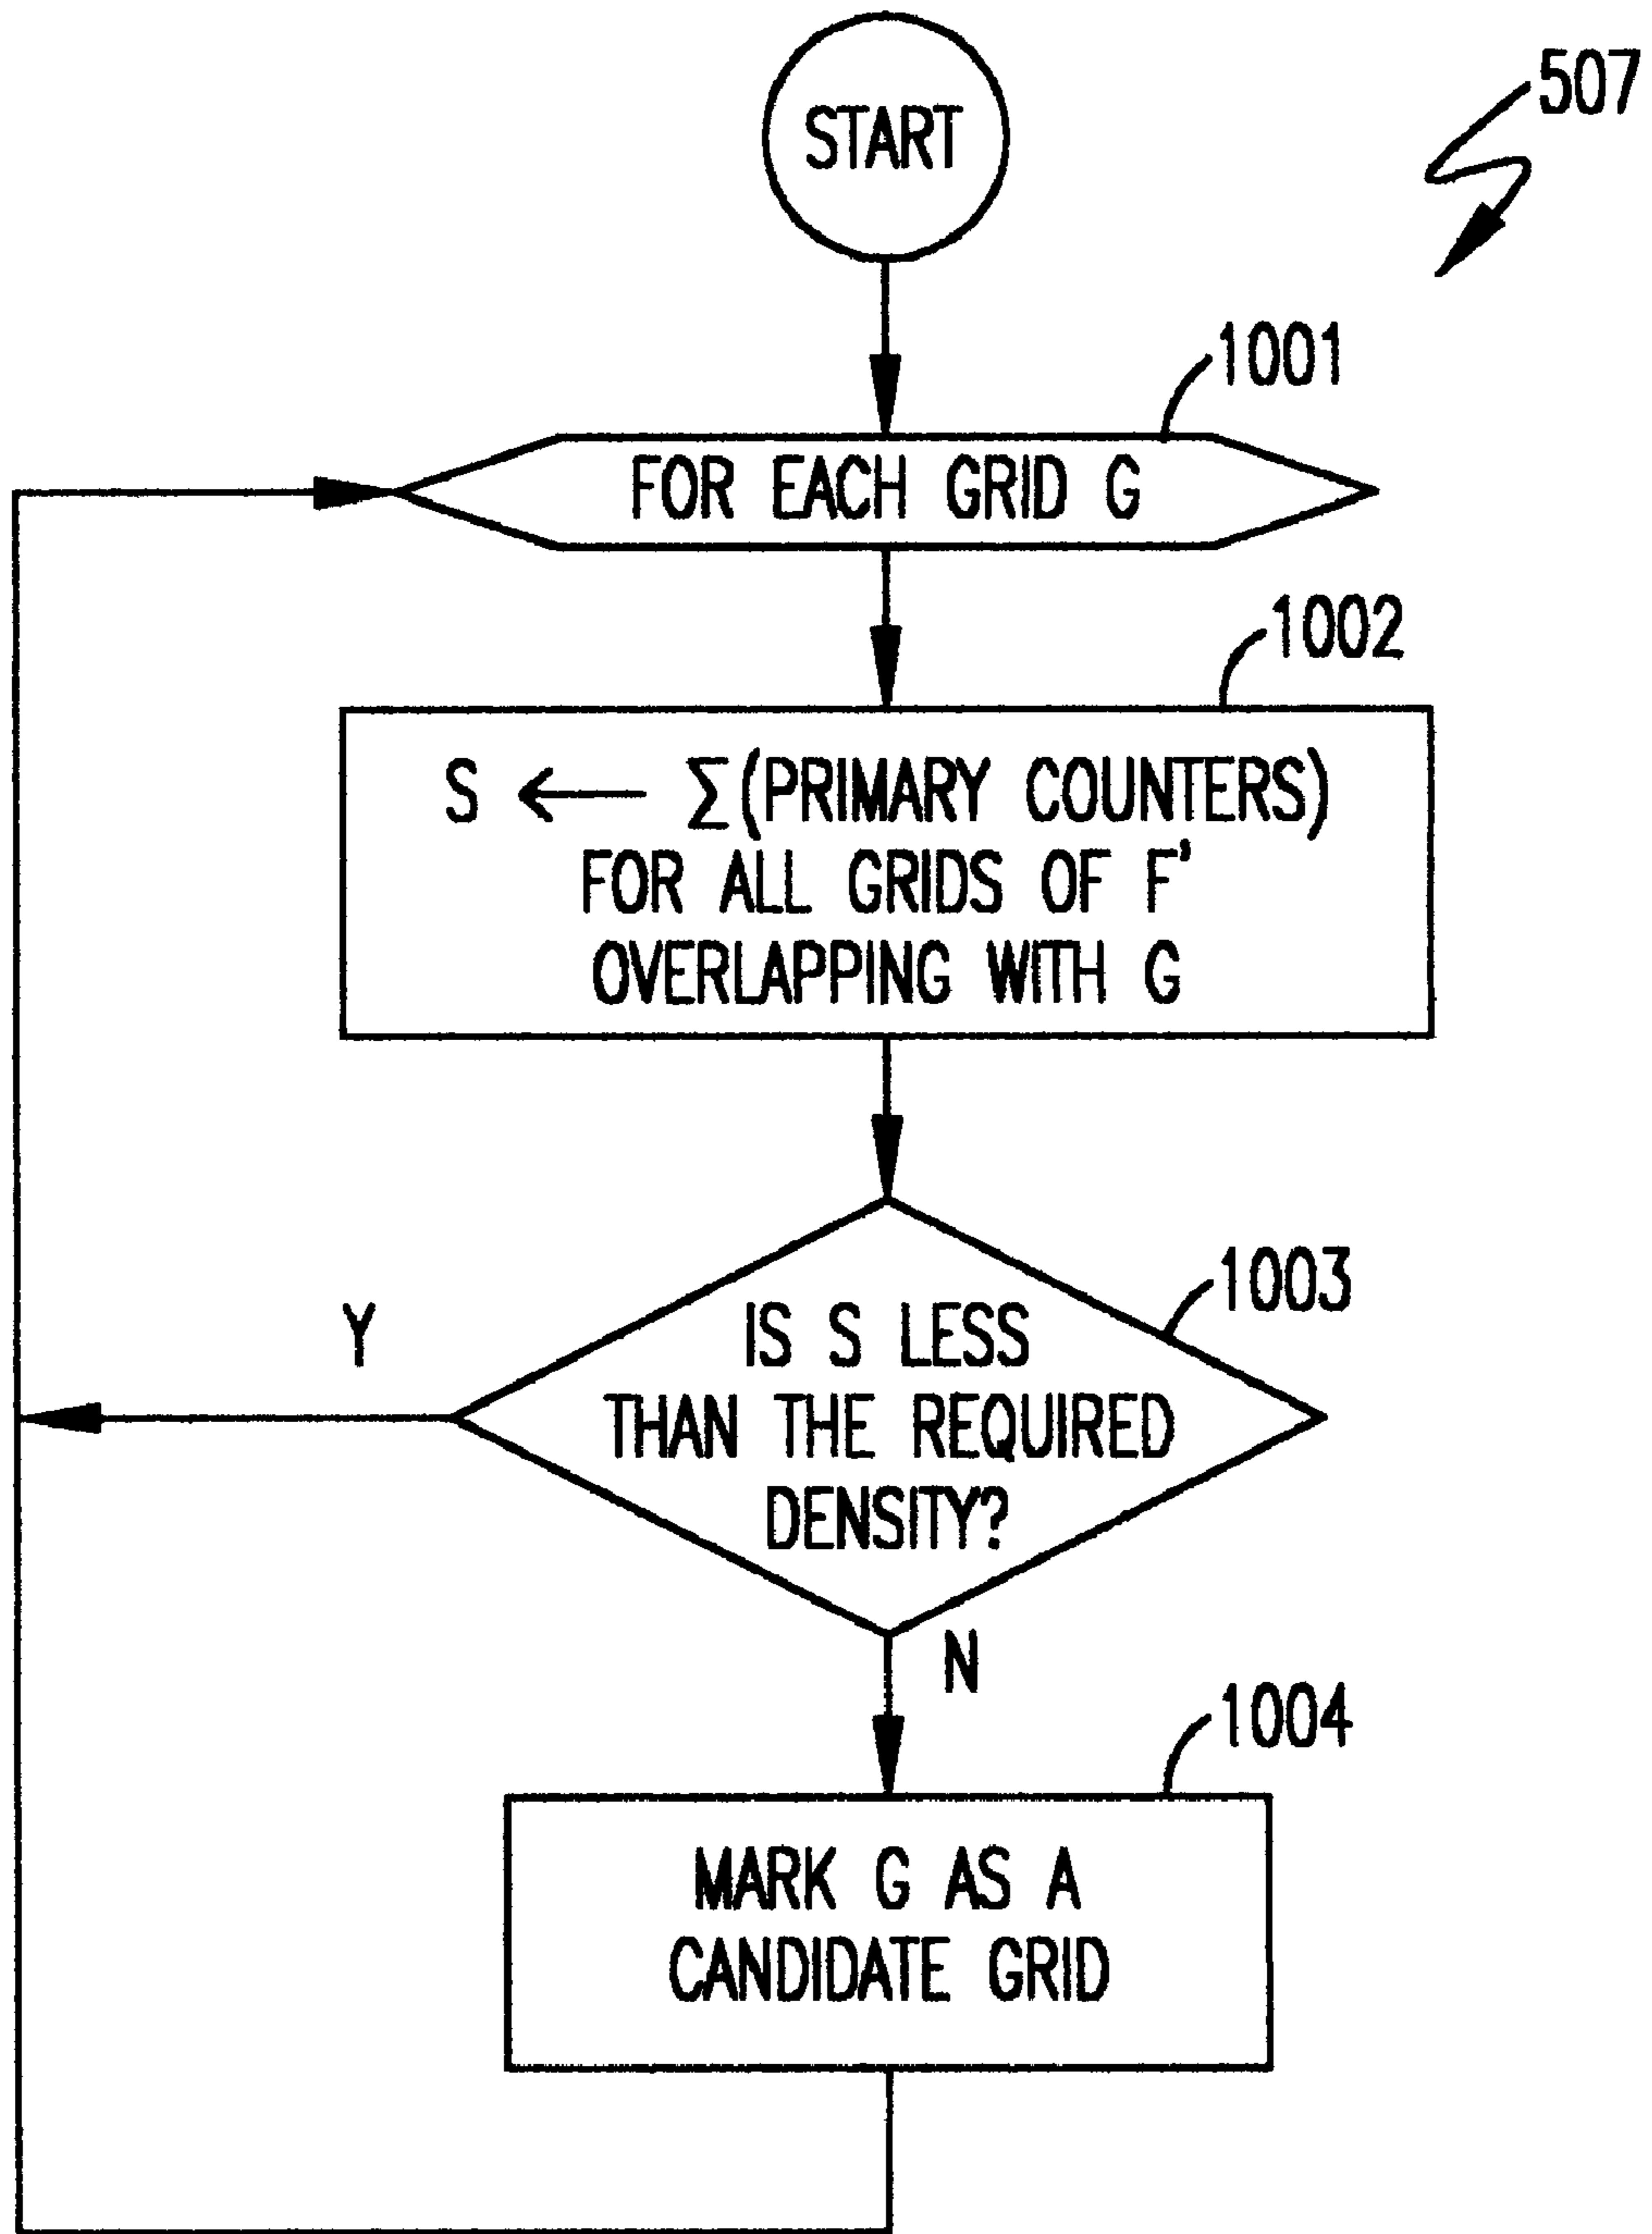 START
507
1001
FOR EACH GRID G
1002
S ← Σ(PRIMARY COUNTERS)
FOR ALL GRIDS OF F'
OVERLAPPING WITH G
1003
Y
IS S LESS
THAN THE REQUIRED
DENSITY?
N
1004
MARK G AS A
CANDIDATE GRID